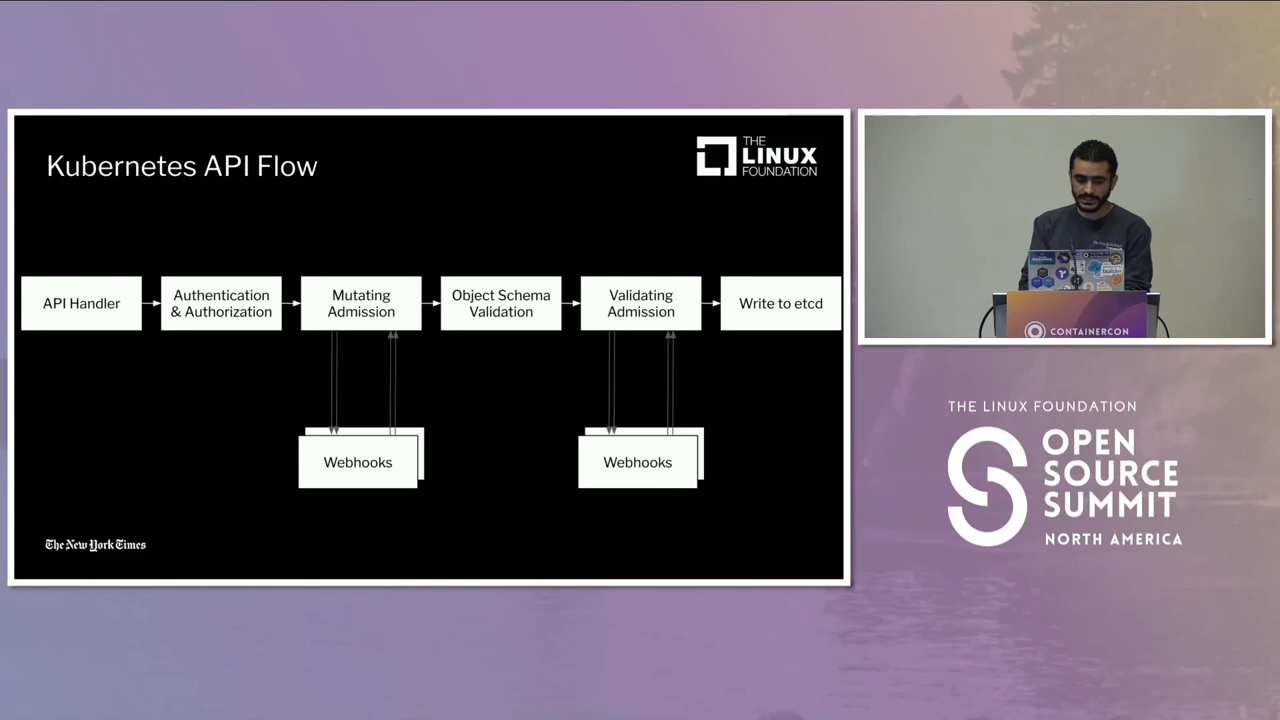 Kubernetes API Flow
THE
LINUX
FOUNDATION
API Handler
Authentication
& Authorization
Mutating
Admission
Object Schema
Validation
Validating
Admission
Write to etcd
Webhooks
Webhooks
The New York Times
CONTAINERCON
THE LINUX FOUNDATION
OPEN
SOURCE
SUMMIT
NORTH AMERICA